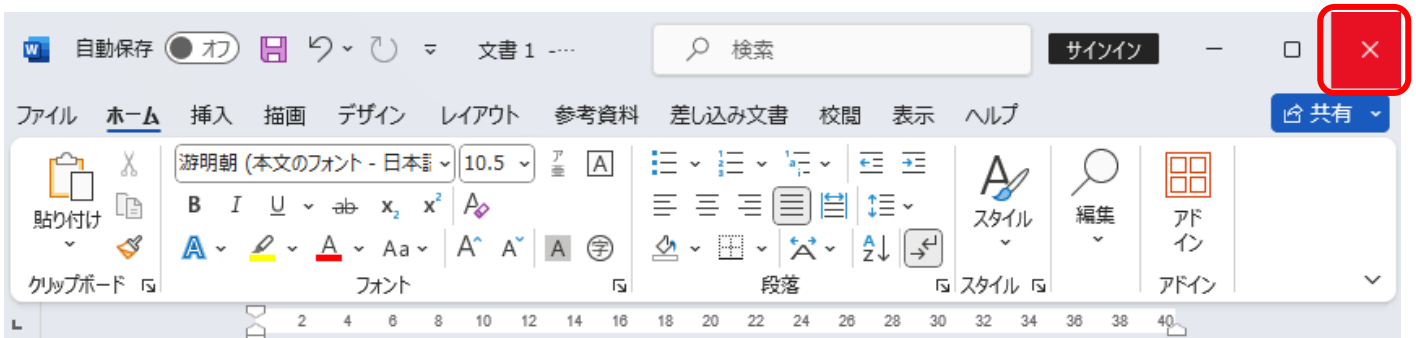 自動保存 オフ 文書 1 -… 検索 サインイン
ファイル ホーム 挿入 描画 デザイン レイアウト 参考資料 差し込み文書 校閲 表示 ヘルプ 共有
貼り付け
游明朝 (本文のフォント - 日本 10.5 ア 亜 A
B I U ab x₂ x² A
A A Aa A^ Aˇ A 字
A Z
スタイル
編集
アド
イン
クリップボード フォント 段落 スタイル アドイン
2 4 6 8 10 12 14 16 18 20 22 24 26 28 30 32 34 36 38 40